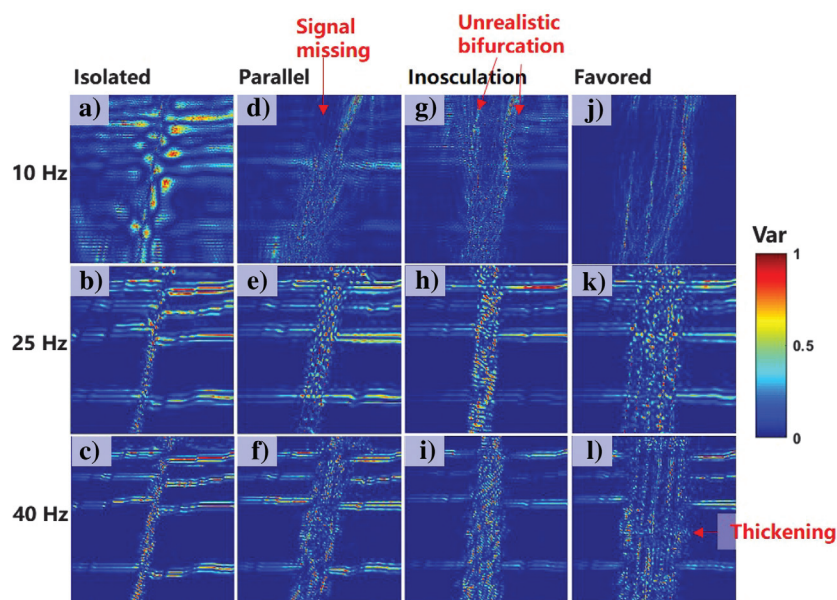 Signal
missing
Unrealistic
bifurcation
Isolated
Parallel
Inosculation
Favored
a)
d)
g)
j)
10 Hz
Var
1
b)
e)
h)
k)
25 Hz
0.5
0
c)
f)
i)
l)
40 Hz
Thickening